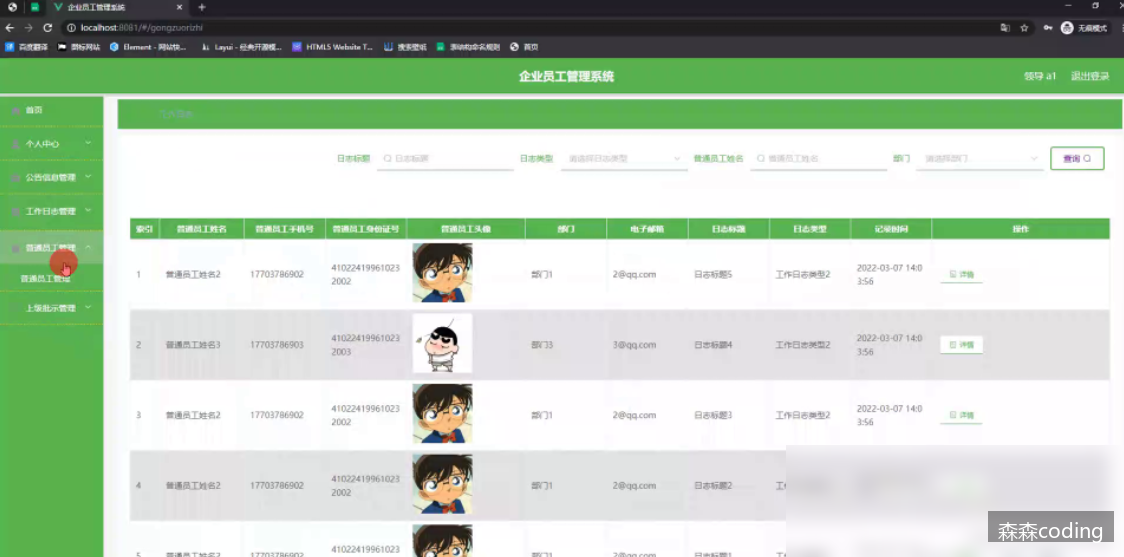 企业员工管理系统
localhost:8081/#/gongzuorizhi
无痕模式
百度翻译 图标网站 Element - 网站快... Layui - 经典开源模... HTML5 Website T... 搜索壁纸 驱动构命名规则 首页
企业员工管理系统
领导 a1 退出登录
首页
个人中心
公告信息管理
工作日志管理
普通员工管理
普通员工管理
上级批示管理
日志标题 日志标题 日志类型 请选择日志类型 普通员工姓名 普通员工姓名 部门 请选择部门 查询
索引 普通员工姓名 普通员工手机号 普通员工身份证号 普通员工头像 部门 电子邮箱 日志标题 日志类型 记录时间 操作
1 普通员工姓名2 17703786902 41022419961023 2002 部门1 2@qq.com 日志标题5 工作日志类型2 2022-03-07 14:0 3:56 详情
2 普通员工姓名3 17703786903 41022419961023 2003 部门3 3@qq.com 日志标题4 工作日志类型2 2022-03-07 14:0 3:56 详情
3 普通员工姓名2 17703786902 41022419961023 2002 部门1 2@qq.com 日志标题3 工作日志类型2 2022-03-07 14:0 3:56 详情
4 普通员工姓名2 17703786902 41022419961023 2002 部门1 2@qq.com 日志标题2
5 普通员工姓名2 17703786902 41022419961023 部门1 2@qq.com 日志标题1
森森coding